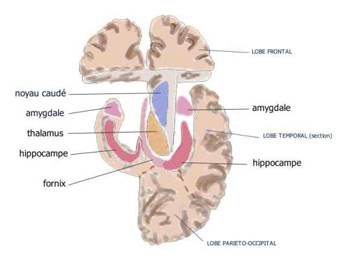 LOBE FRONTAL
noyau caudé
amygdale
amygdale
thalamus
LOBE TEMPORAL (section)
hippocampe
hippocampe
fornix
LOBE PARIETO-OCCIPITAL